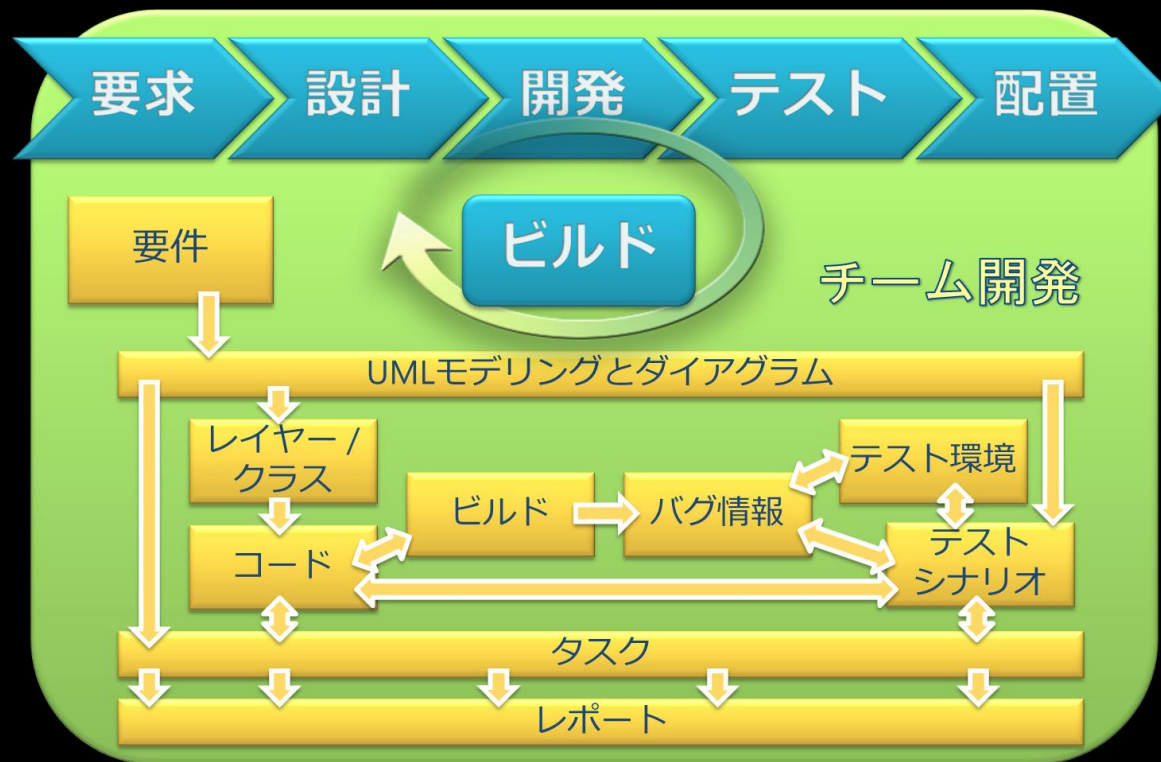 要求
設計
開発
テスト
配置
要件
ビルド
チーム開発
UMLモデリングとダイアグラム
レイヤー /
クラス
テスト環境
ビルド
バグ情報
コード
テスト
シナリオ
タスク
レポート